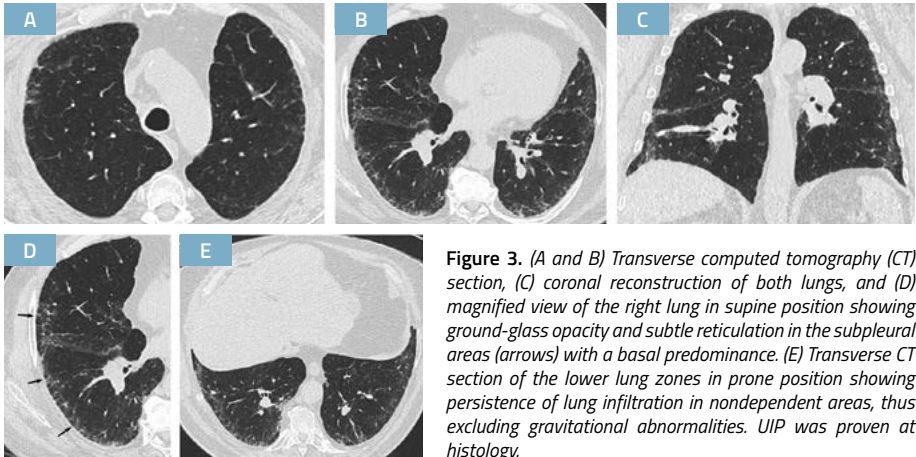 A
B
C
D
E
Figure 3. (A and B) Transverse computed tomography (CT)
section, (C) coronal reconstruction of both lungs, and (D)
magnified view of the right lung in supine position showing
ground-glass opacity and subtle reticulation in the subpleural
areas (arrows) with a basal predominance. (E) Transverse CT
section of the lower lung zones in prone position showing
persistence of lung infiltration in nondependent areas, thus
excluding gravitational abnormalities. UIP was proven at
histology.